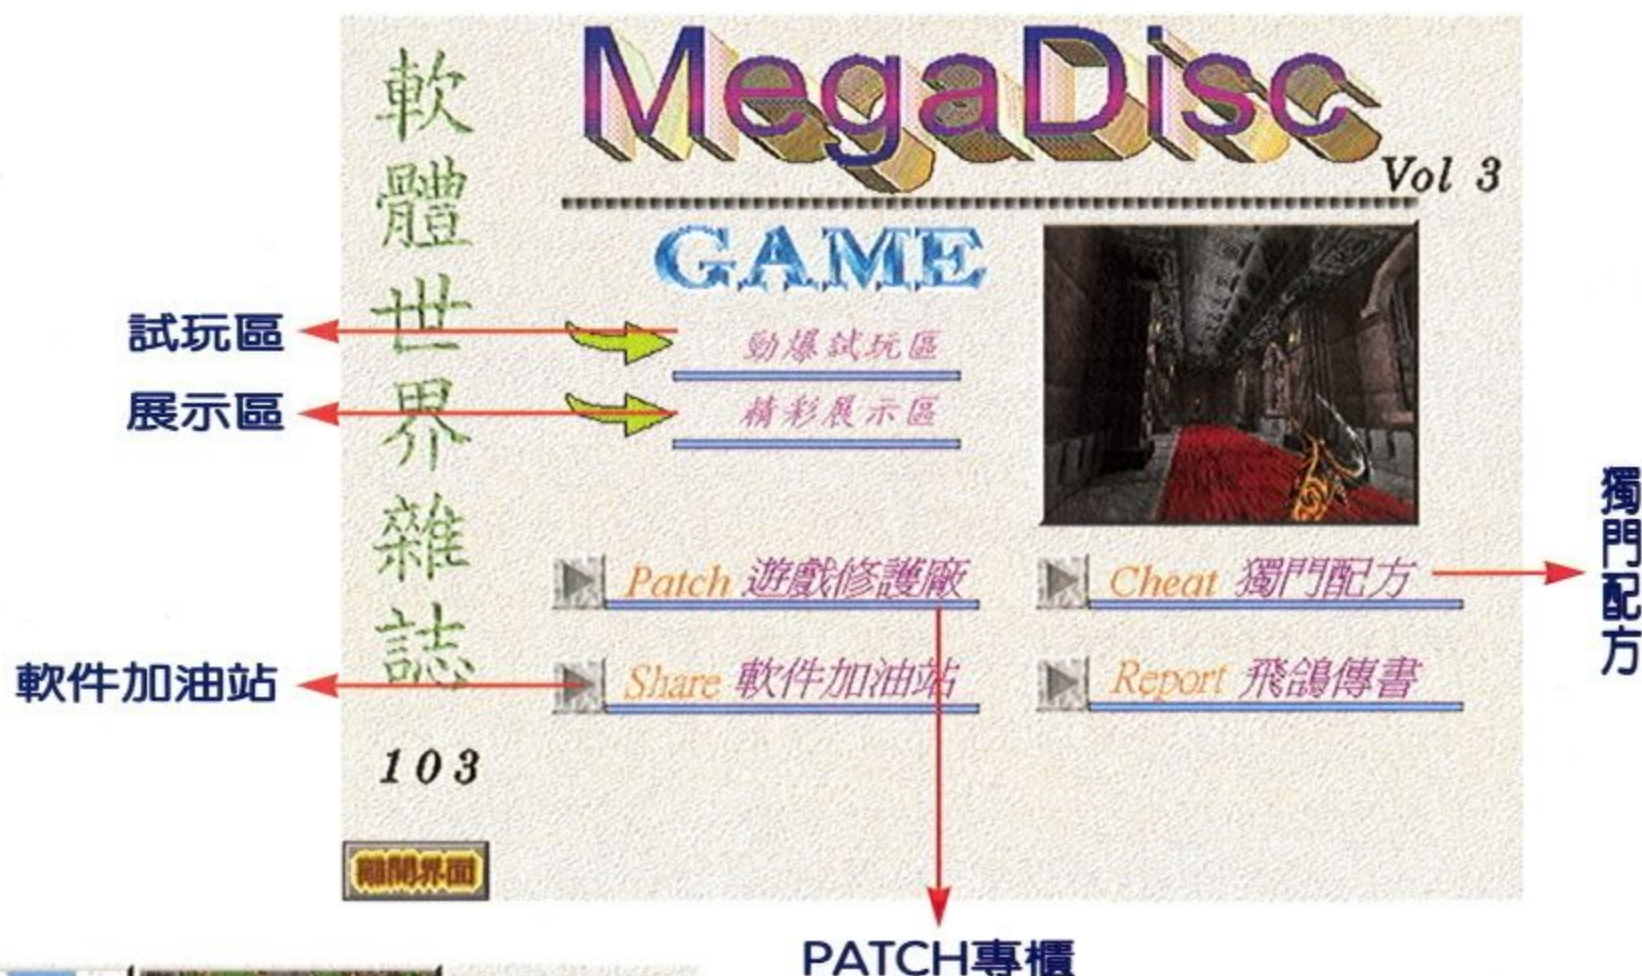 軟體世界雜誌
MegaDisc
Vol 3
GAME
試玩區
勁爆試玩區
展示區
精彩展示區
獨門配方
Patch 遊戲修護廠
Cheat 獨門配方
軟件加油站
Share 軟件加油站
Report 飛鴿傳書
103
離開界面
PATCH專櫃